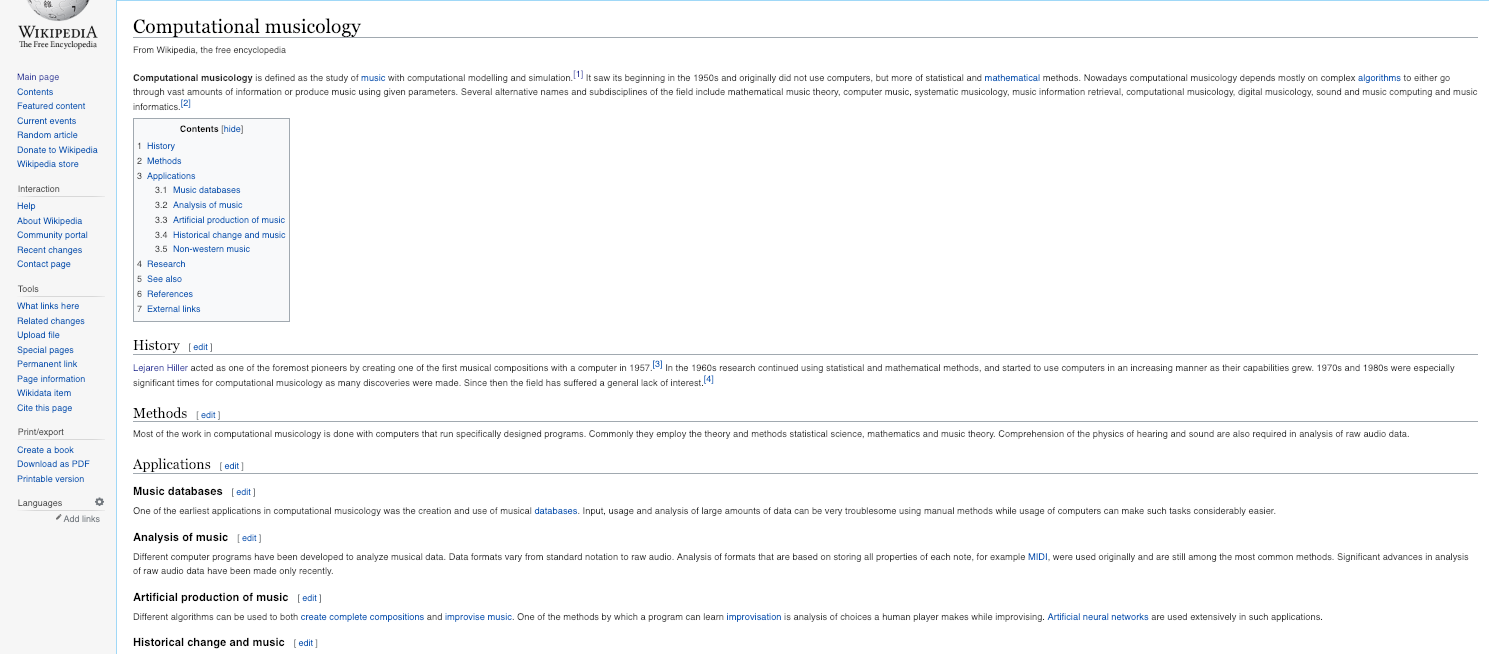 WIKIPEDIA
The Free Encyclopedia
Main page
Contents
Featured content
Current events
Random article
Donate to Wikipedia
Wikipedia store
Interaction
Help
About Wikipedia
Community portal
Recent changes
Contact page
Tools
What links here
Related changes
Upload file
Special pages
Permanent link
Page information
Wikidata item
Cite this page
Print/export
Create a book
Download as PDF
Printable version
Languages
Add links
Computational musicology
From Wikipedia, the free encyclopedia
Computational musicology is defined as the study of music with computational modelling and simulation.[1] It saw its beginning in the 1950s and originally did not use computers, but more of statistical and mathematical methods. Nowadays computational musicology depends mostly on complex algorithms to either go
through vast amounts of information or produce music using given parameters. Several alternative names and subdisciplines of the field include mathematical music theory, computer music, systematic musicology, music information retrieval, computational musicology, digital musicology, sound and music computing and music
informatics.[2]
Contents [hide]
1 History
2 Methods
3 Applications
3.1 Music databases
3.2 Analysis of music
3.3 Artificial production of music
3.4 Historical change and music
3.5 Non-western music
4 Research
5 See also
6 References
7 External links
History [ edit ]
Lejaren Hiller acted as one of the foremost pioneers by creating one of the first musical compositions with a computer in 1957.[3] In the 1960s research continued using statistical and mathematical methods, and started to use computers in an increasing manner as their capabilities grew. 1970s and 1980s were especially
significant times for computational musicology as many discoveries were made. Since then the field has suffered a general lack of interest.[4]
Methods [ edit ]
Most of the work in computational musicology is done with computers that run specifically designed programs. Commonly they employ the theory and methods statistical science, mathematics and music theory. Comprehension of the physics of hearing and sound are also required in analysis of raw audio data.
Applications [ edit ]
Music databases [ edit ]
One of the earliest applications in computational musicology was the creation and use of musical databases. Input, usage and analysis of large amounts of data can be very troublesome using manual methods while usage of computers can make such tasks considerably easier.
Analysis of music [ edit ]
Different computer programs have been developed to analyze musical data. Data formats vary from standard notation to raw audio. Analysis of formats that are based on storing all properties of each note, for example MIDI, were used originally and are still among the most common methods. Significant advances in analysis
of raw audio data have been made only recently.
Artificial production of music [ edit ]
Different algorithms can be used to both create complete compositions and improvise music. One of the methods by which a program can learn improvisation is analysis of choices a human player makes while improvising. Artificial neural networks are used extensively in such applications.
Historical change and music [ edit ]